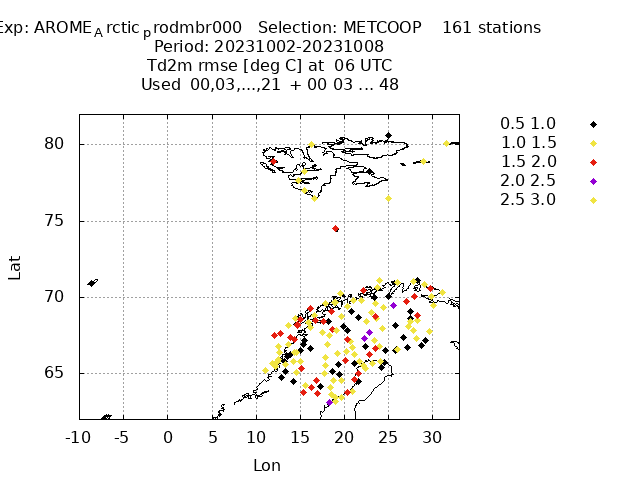 Exp: AROME_Arctic_prodmbr000 Selection: METCOOP 161 stations
Period: 20231002-20231008
Td2m rmse [deg C] at 06 UTC
Used 00,03,...,21 + 00 03 ... 48
0.5 1.0
1.0 1.5
1.5 2.0
2.0 2.5
2.5 3.0
80
75
70
65
Lat
-10 -5 0 5 10 15 20 25 30
Lon